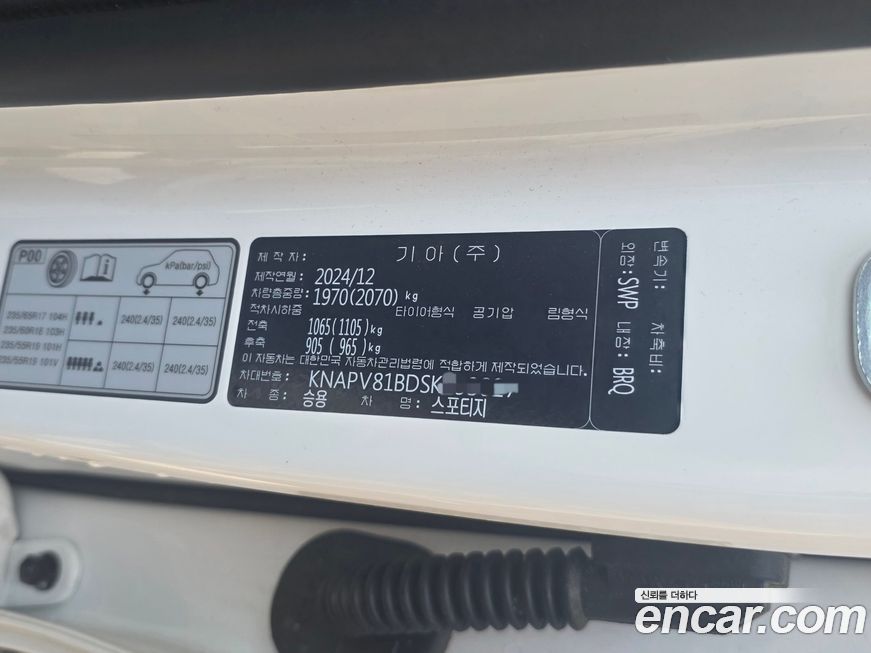 P00
kPa(bar/psi)
235/65R17 104H
235/60R18 103H
235/55R19 101H
235/55R19 101V
240(2.4/35) 240(2.4/35)
240(2.4/35) 240(2.4/35)
제 작 자: 기 아 ( 주 )
제작연월: 2024/12
차량총중량: 1970(2070) kg
적차시하중 타이어형식 공기압 림형식
전축 1065(1105)kg
후축 905 ( 965)kg
이 자동차는 대한민국 자동차관리법령에 적합하게 제작되었습니다.
차대번호: KNAPV81BDSK
차 종: 승용 차 명: 스포티지
변속기: 차축비:
외장: SWP 내장: BRQ
신뢰를 더하다
encar.com